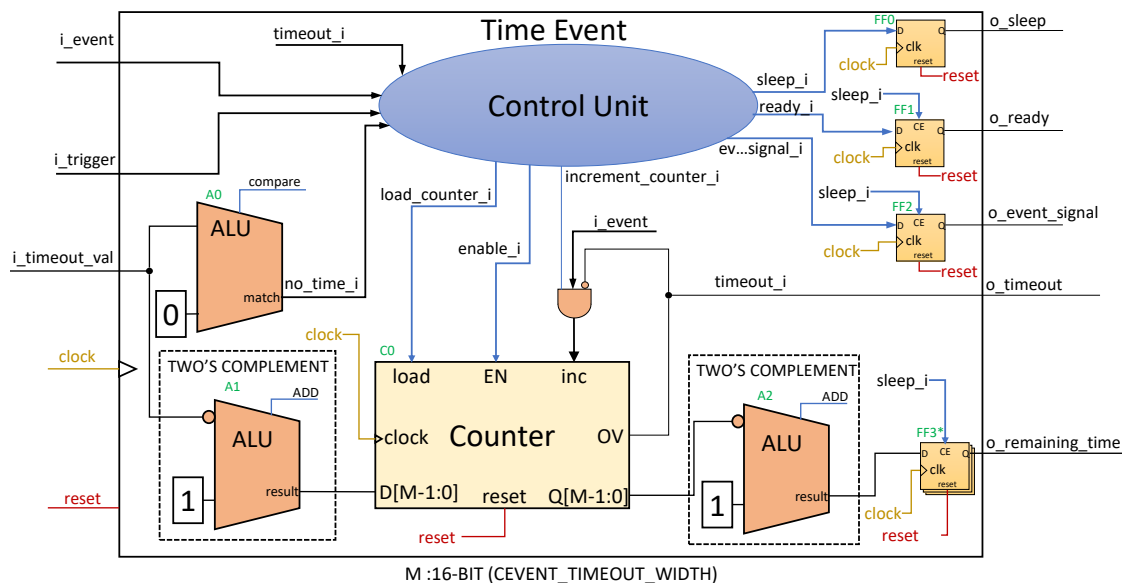 Time Event
timeout_i
i_event
i_trigger
Control Unit
sleep_i
ready_i
ev...signal_i
FF0
D
Q
clk
reset
clock
reset
o_sleep
sleep_i
FF1
CE
D
Q
clk
reset
clock
reset
o_ready
sleep_i
FF2
CE
D
Q
clk
reset
clock
reset
o_event_signal
compare
A0
ALU
match
0
no_time_i
i_timeout_val
load_counter_i
enable_i
increment_counter_i
i_event
timeout_i
o_timeout
clock
clock
TWO'S COMPLEMENT
A1
ADD
ALU
1
result
C0
load
EN
inc
clock
Counter
OV
D[M-1:0]
reset
Q[M-1:0]
reset
reset
TWO'S COMPLEMENT
A2
ADD
ALU
1
result
sleep_i
FF3*
CE
D
Q
clk
reset
clock
reset
o_remaining_time
M :16-BIT (CEVENT_TIMEOUT_WIDTH)